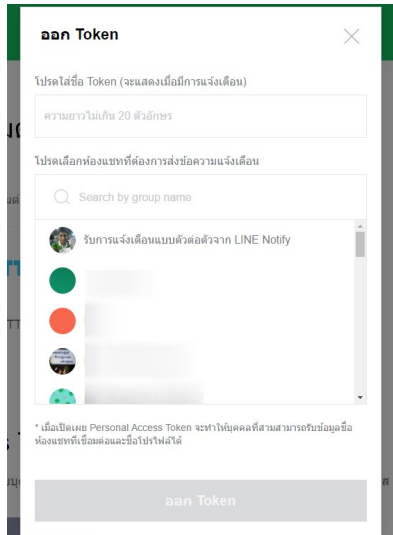 ออก Token
โปรดใส่ชื่อ Token (จะแสดงเมื่อมีการแจ้งเตือน)
ความยาวไม่เกิน 20 ตัวอักษร
โปรดเลือกห้องแชทที่ต้องการส่งข้อความแจ้งเตือน
Search by group name
รับการแจ้งเตือนแบบตัวต่อตัวจาก LINE Notify
* เมื่อเปิดเผย Personal Access Token จะทำให้บุคคลที่สามสามารถรับข้อมูลชื่อ
ห้องแชทที่เชื่อมต่อและชื่อโปรไฟล์ได้
ออก Token